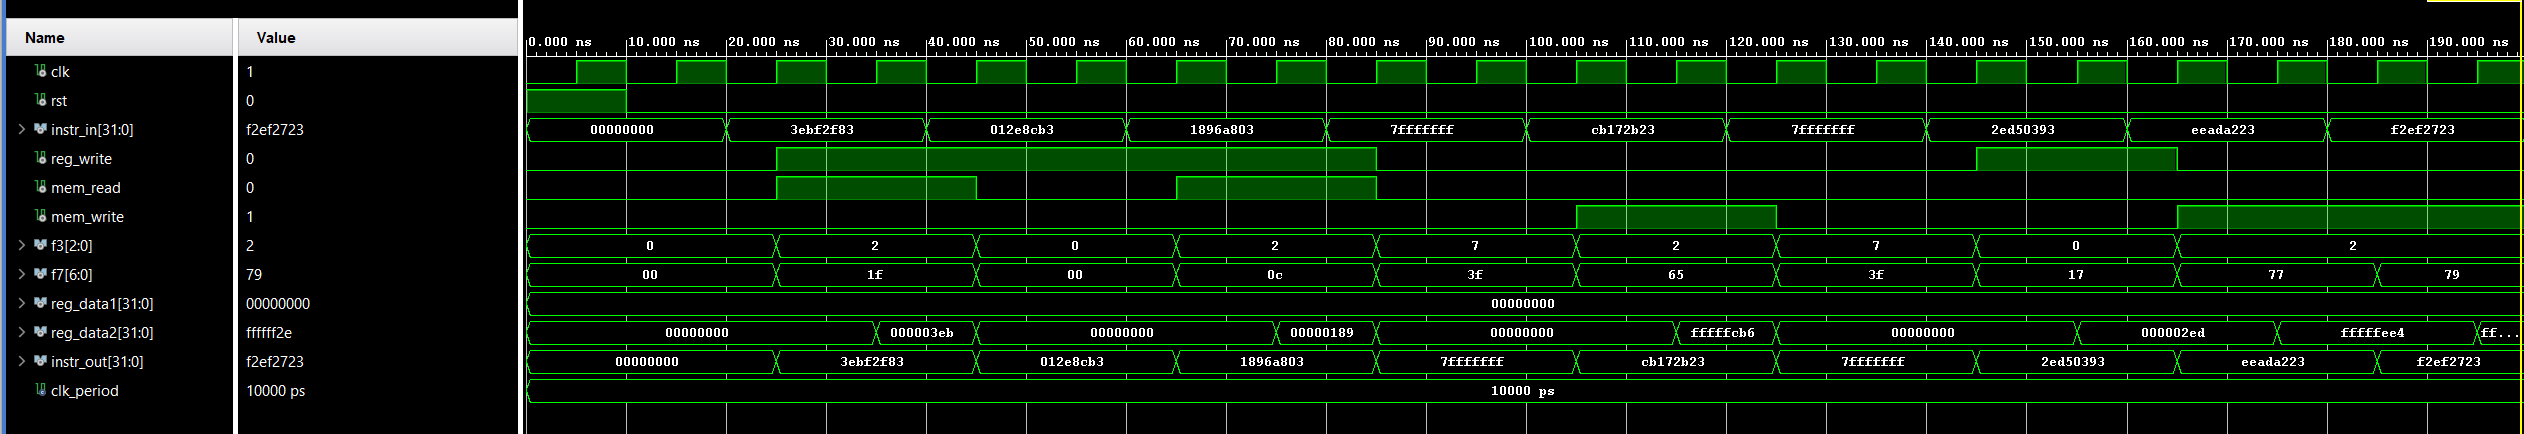 Name Value 0.000 ns 10.000 ns 20.000 ns 30.000 ns 40.000 ns 50.000 ns 60.000 ns 70.000 ns 80.000 ns 90.000 ns 100.000 ns 110.000 ns 120.000 ns 130.000 ns 140.000 ns 150.000 ns 160.000 ns 170.000 ns 180.000 ns 190.000 ns
clk 1
rst 0
instr_in[31:0] f2ef2723 00000000 3ebf2f83 012e8cb3 1896a803 7fffffff cb172b23 7fffffff 2ed50393 eeada223 f2ef2723
reg_write 0
mem_read 0
mem_write 1
f3[2:0] 2 0 2 0 2 7 2 7 0 2
f7[6:0] 79 00 1f 00 0c 3f 65 3f 17 77 79
reg_data1[31:0] 00000000 00000000
reg_data2[31:0] ffffff2e 00000000 000003eb 00000000 00000189 00000000 fffffcb6 00000000 000002ed fffffee4 ff...
instr_out[31:0] f2ef2723 00000000 3ebf2f83 012e8cb3 1896a803 7fffffff cb172b23 7fffffff 2ed50393 eeada223 f2ef2723
clk_period 10000 ps 10000 ps